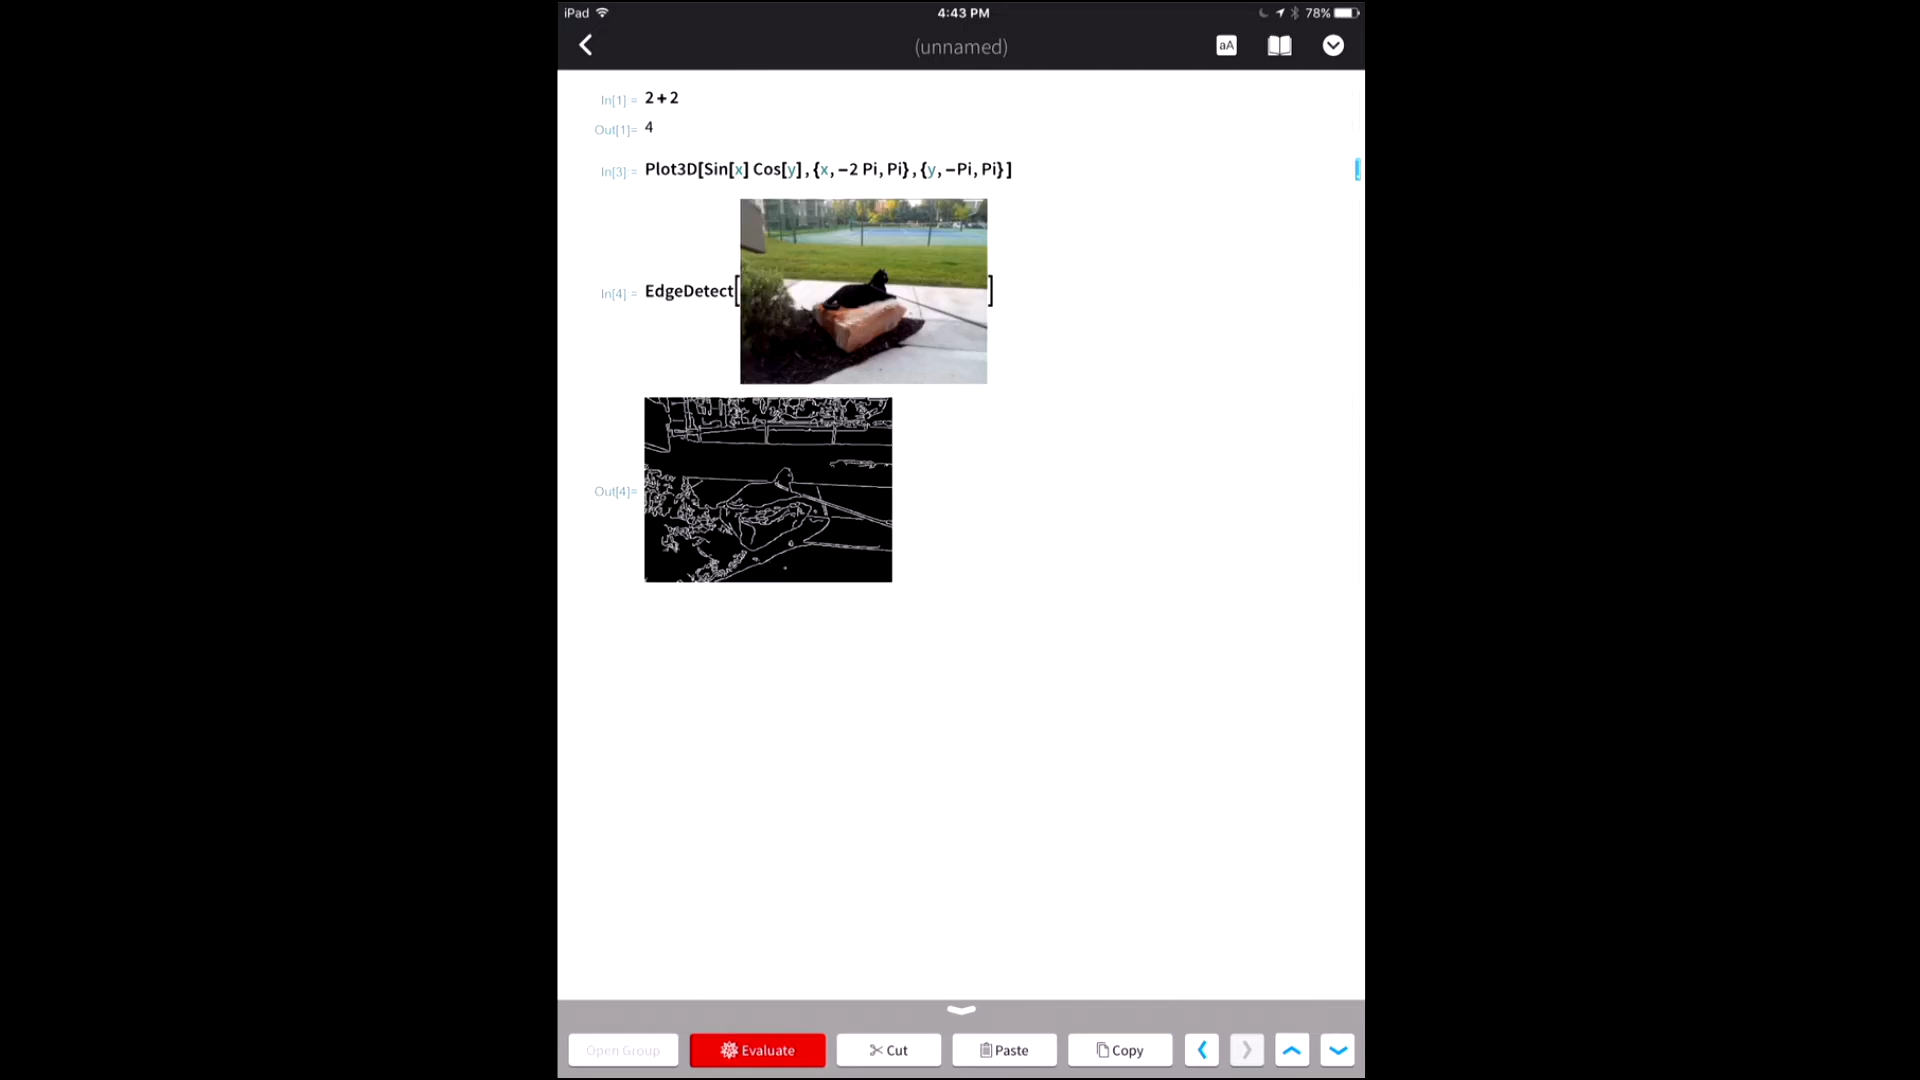 iPad 4:43 PM 78%
(unnamed) aA
In[1] = 2+2
Out[1]= 4
In[3] = Plot3D[Sin[x] Cos[y], {x, −2 Pi, Pi}, {y, −Pi, Pi}]
In[4] = EdgeDetect[ ]
Out[4]=
Open Group Evaluate Cut Paste Copy